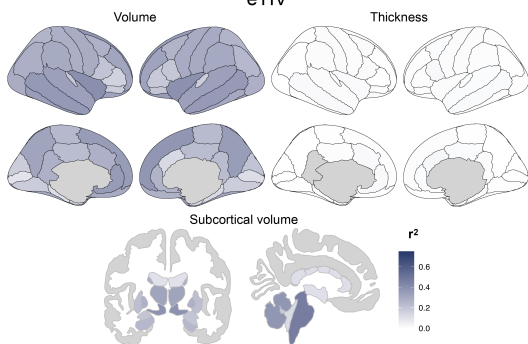 eTIV
Volume
Thickness
Subcortical volume
r²
0.6
0.4
0.2
0.0